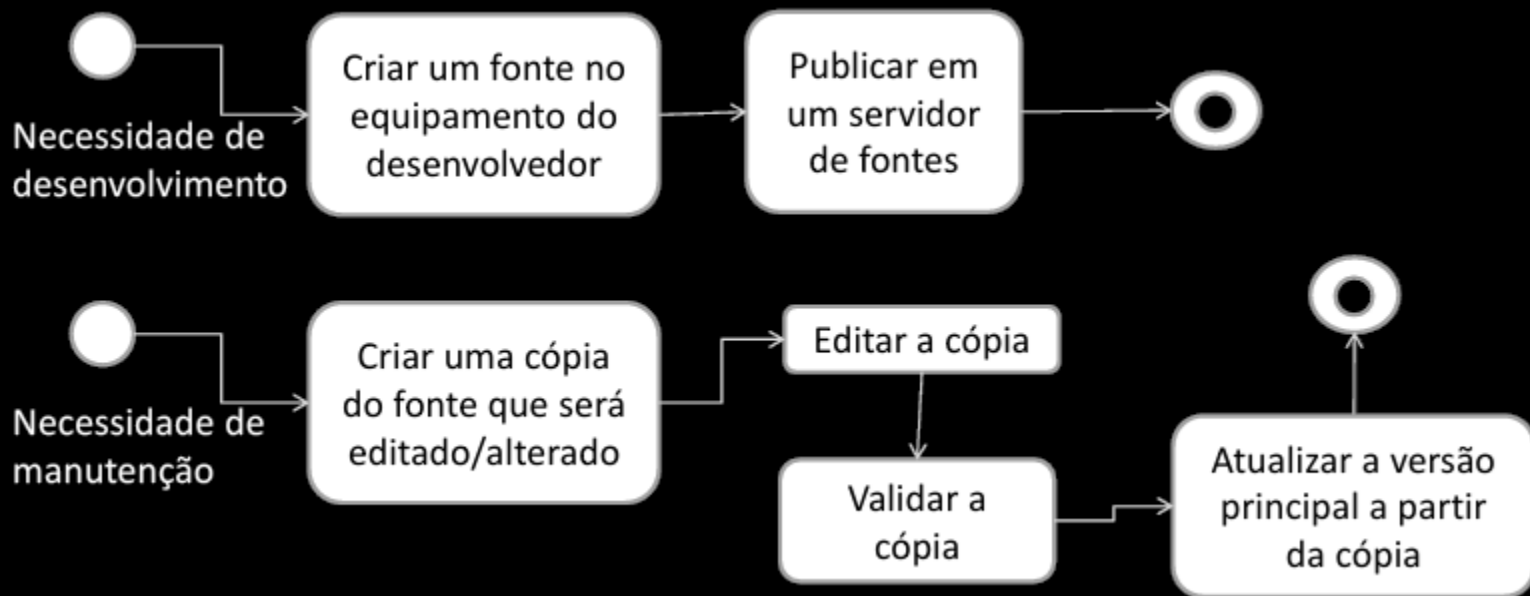 Necessidade de
desenvolvimento
Criar um fonte no
equipamento do
desenvolvedor
Publicar em
um servidor
de fontes
Necessidade de
manutenção
Criar uma cópia
do fonte que será
editado/alterado
Editar a cópia
Validar a
cópia
Atualizar a versão
principal a partir
da cópia